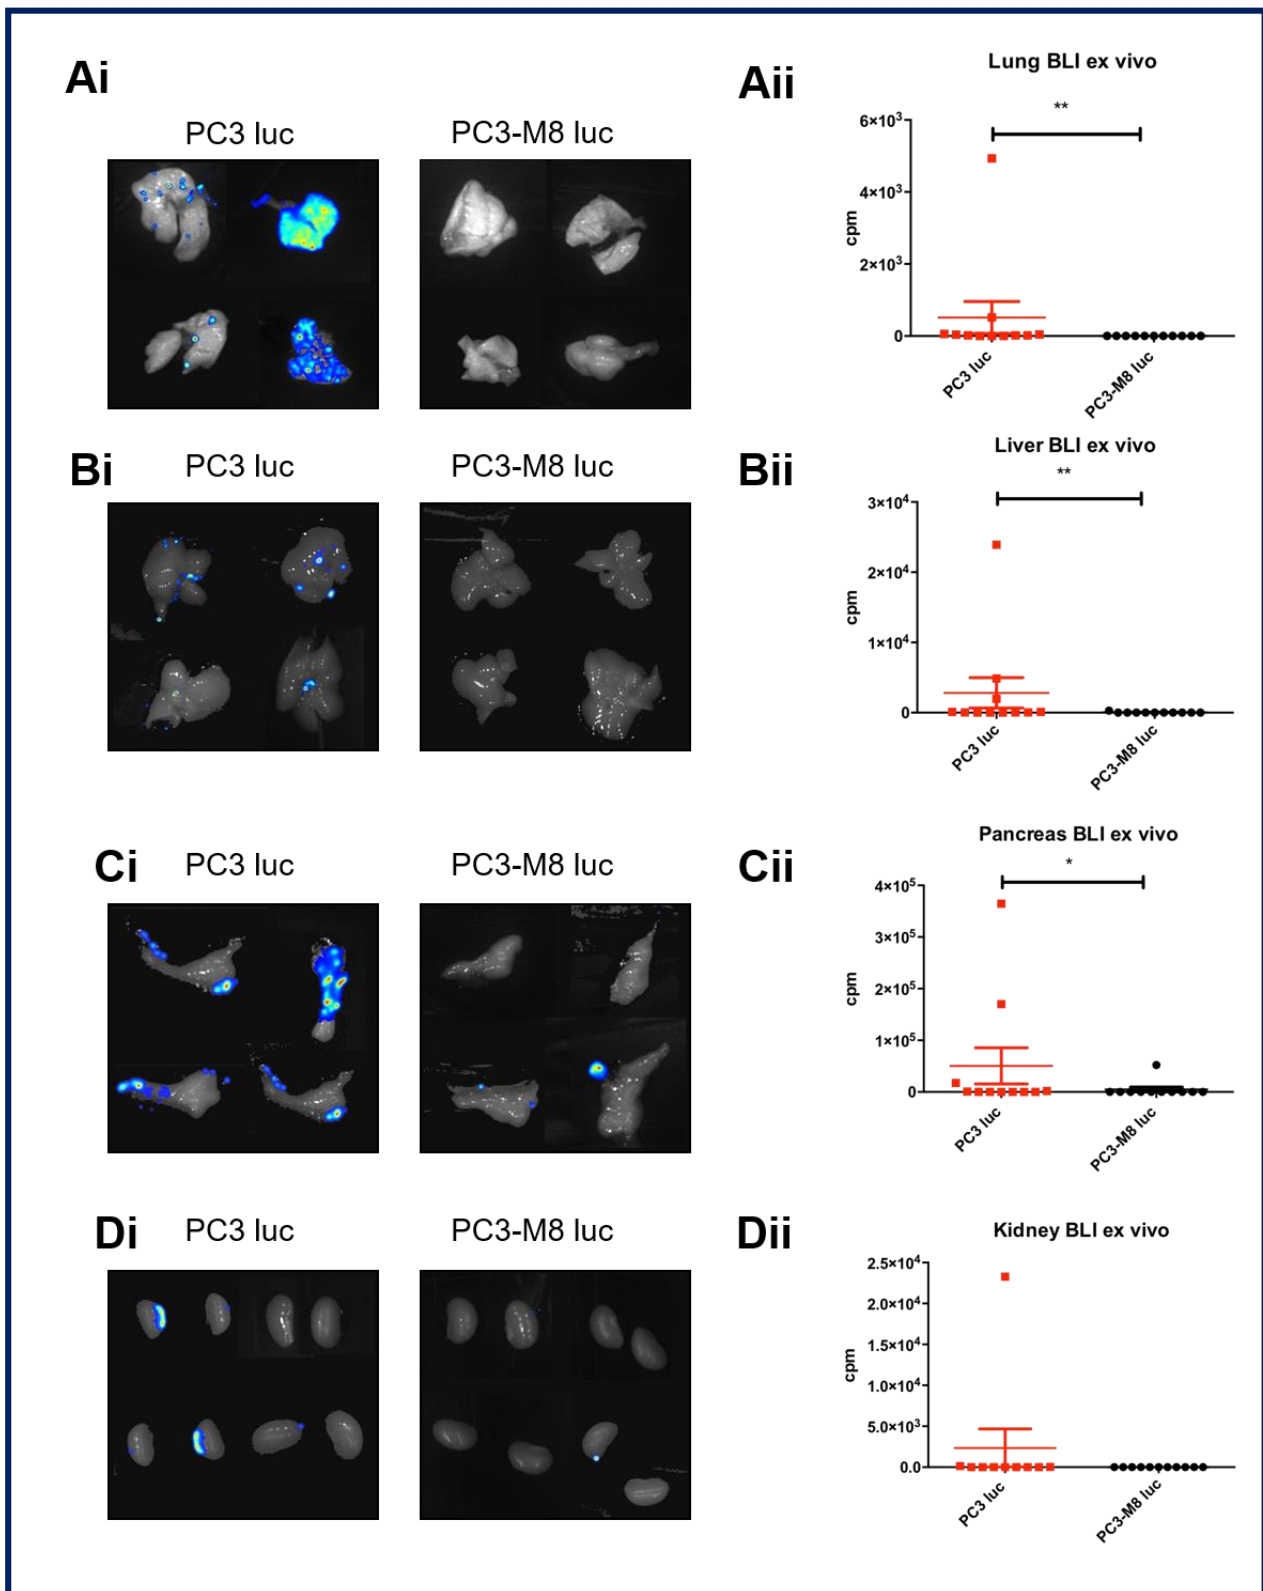 Ai
PC3 luc PC3-M8 luc
Aii
Lung BLI ex vivo
**
6×10³
4×10³
2×10³
0
cpm
PC3 luc
PC3-M8 luc
Bi
PC3 luc PC3-M8 luc
Bii
Liver BLI ex vivo
**
3×10⁴
2×10⁴
1×10⁴
0
cpm
PC3 luc
PC3-M8 luc
Ci
PC3 luc PC3-M8 luc
Cii
Pancreas BLI ex vivo
*
4×10⁵
3×10⁵
2×10⁵
1×10⁵
0
cpm
PC3 luc
PC3-M8 luc
Di
PC3 luc PC3-M8 luc
Dii
Kidney BLI ex vivo
2.5×10⁴
2.0×10⁴
1.5×10⁴
1.0×10⁴
5.0×10³
0.0
cpm
PC3 luc
PC3-M8 luc